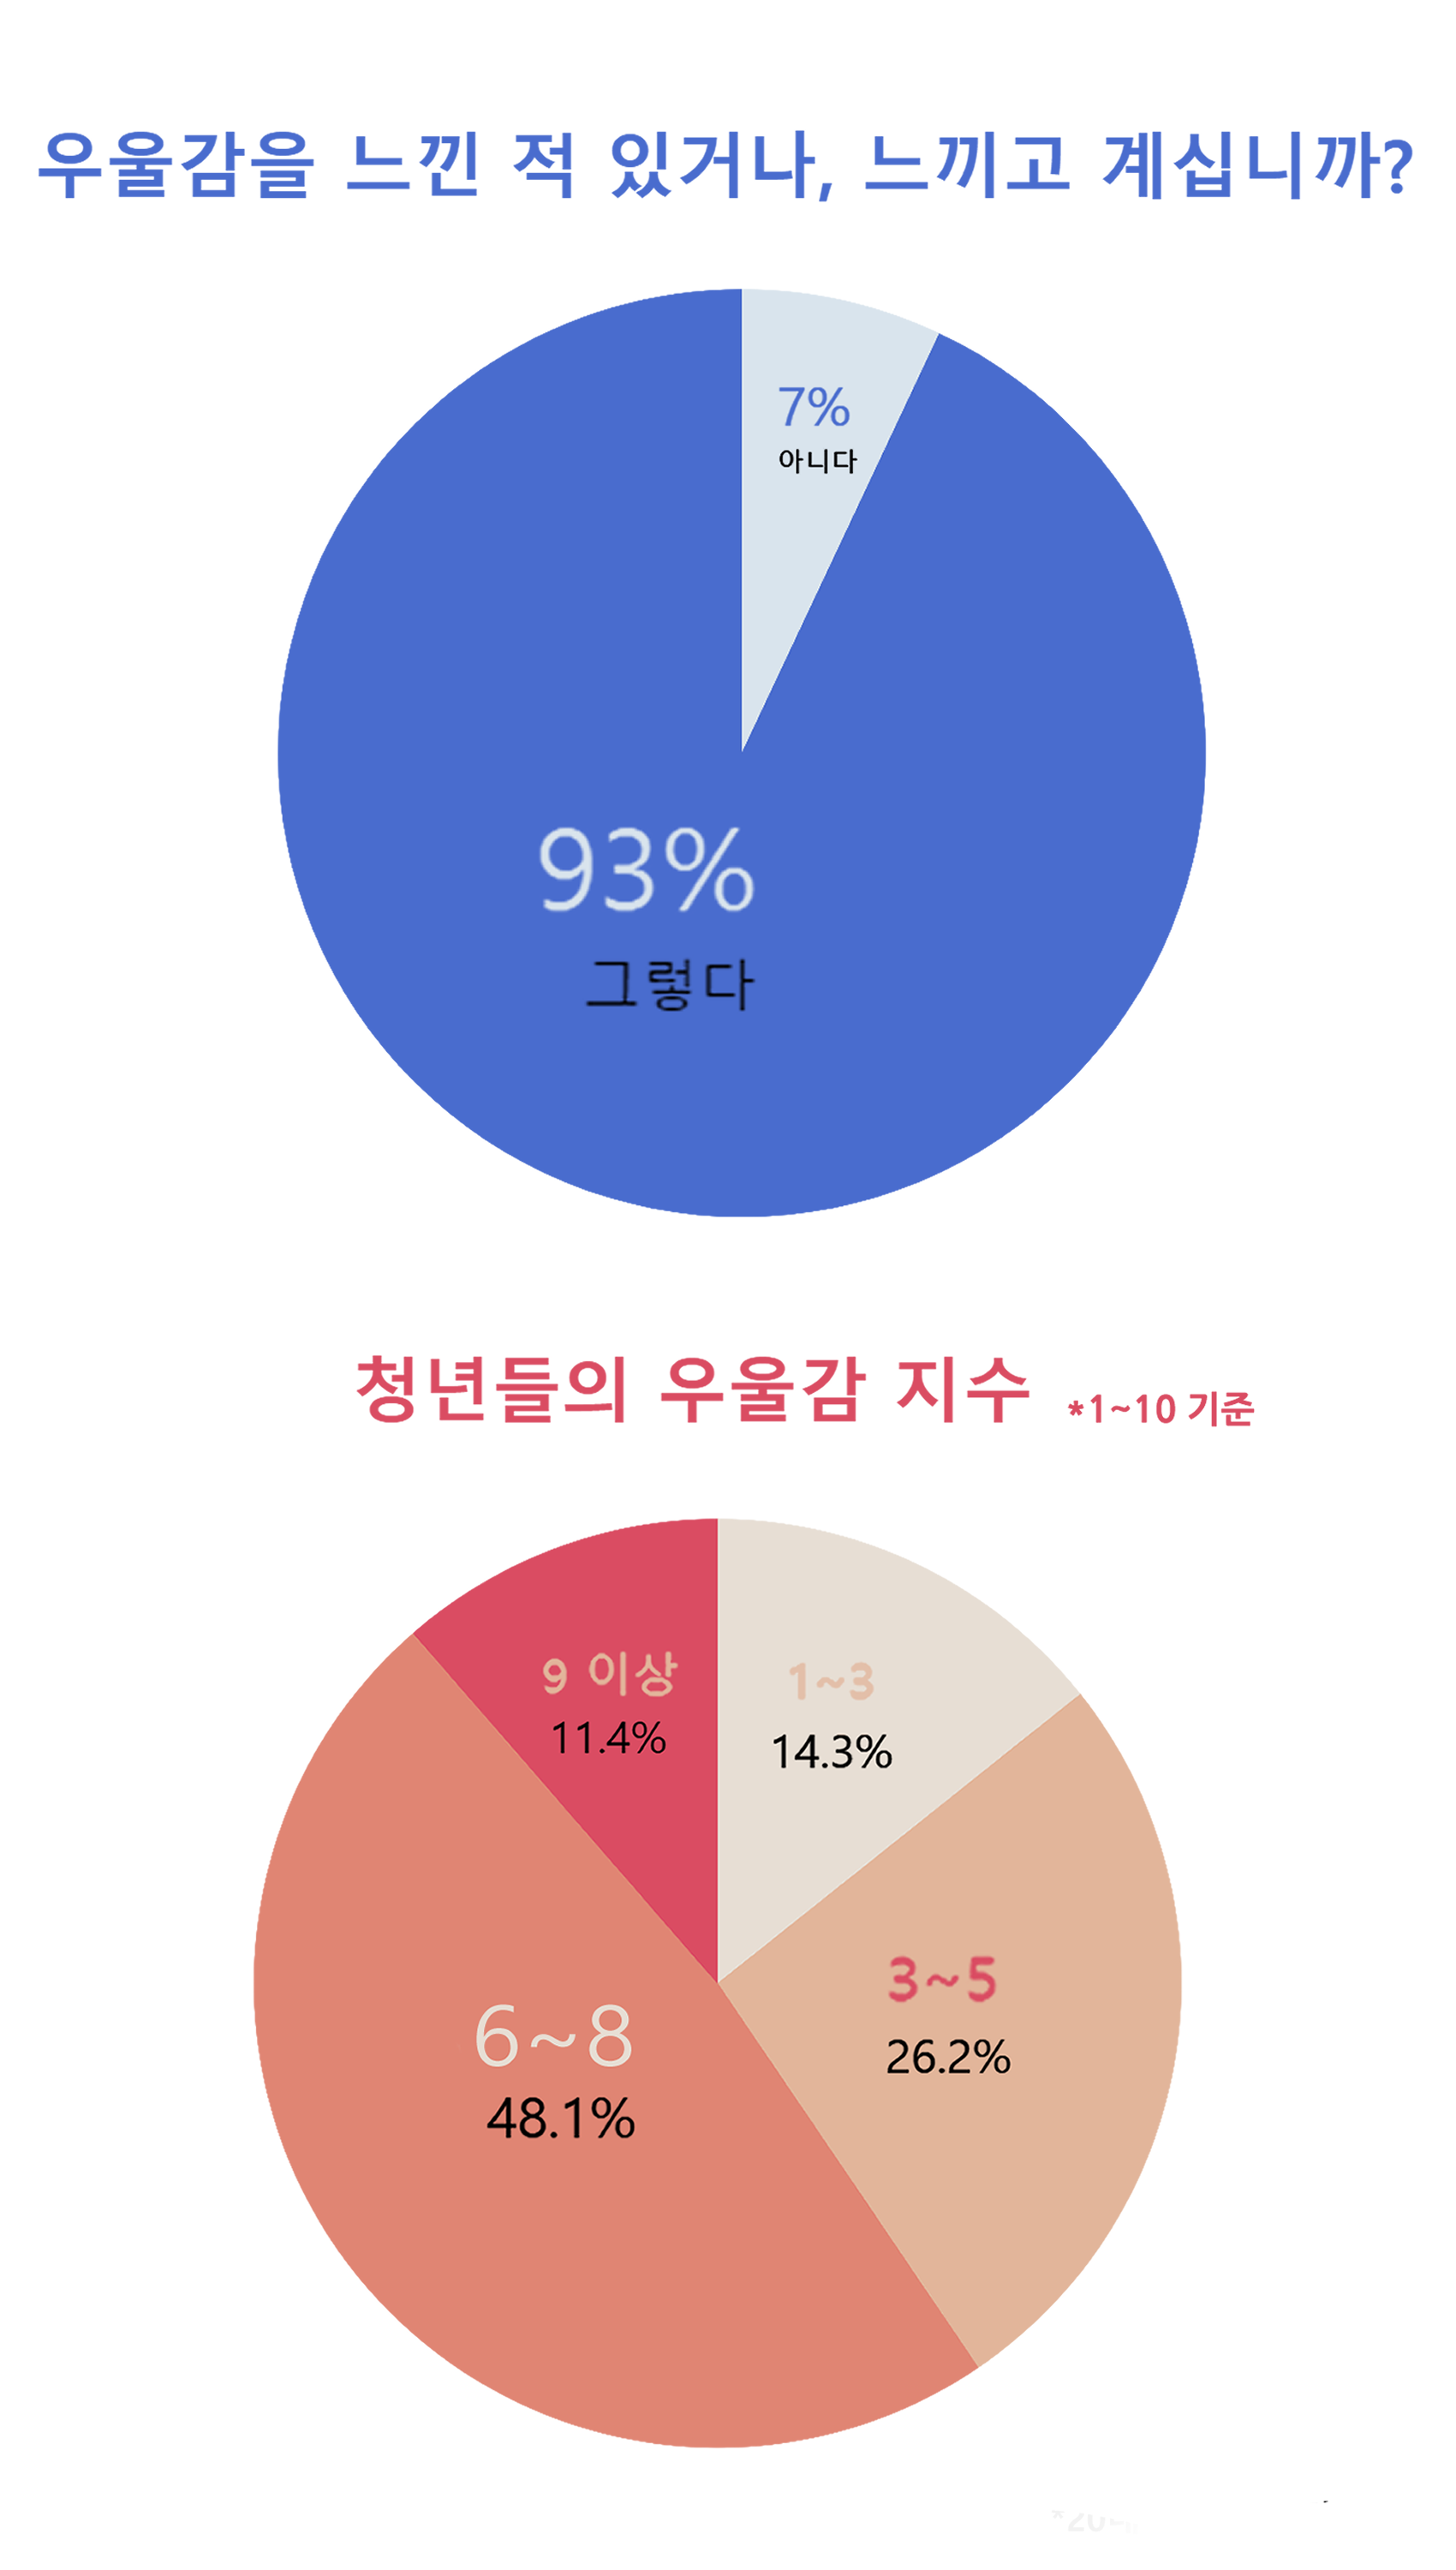 우울감을 느낀 적 있거나, 느끼고 계십니까?
7%
아니다
93%
그렇다
청년들의 우울감 지수 *1~10 기준
9 이상
11.4%
1~3
14.3%
3~5
26.2%
6~8
48.1%